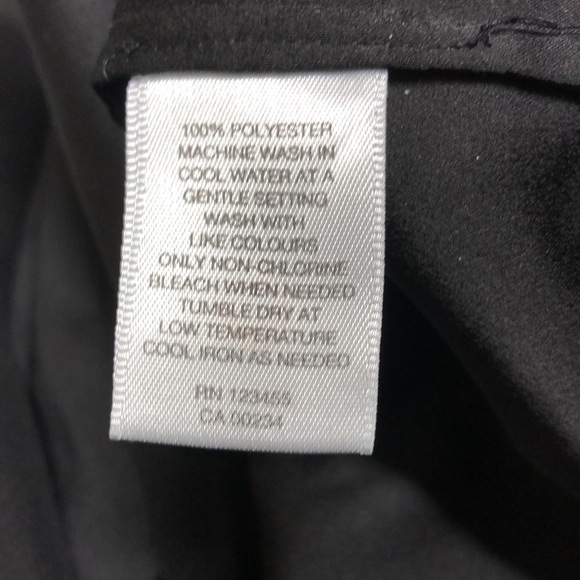 100% POLYESTER
MACHINE WASH IN
COOL WATER AT A
GENTLE SETTING
WASH WITH
LIKE COLOURS
ONLY NON-CHLORINE
BLEACH WHEN NEEDED
TUMBLE DRY AT
LOW TEMPERATURE
COOL IRON AS NEEDED
RN 123455
CA 00234